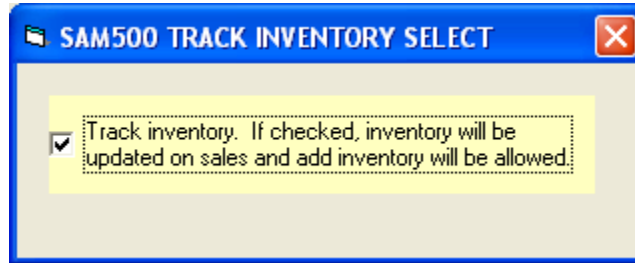 SAM500 TRACK INVENTORY SELECT
Track inventory.  If checked, inventory will be
updated on sales and add inventory will be allowed.